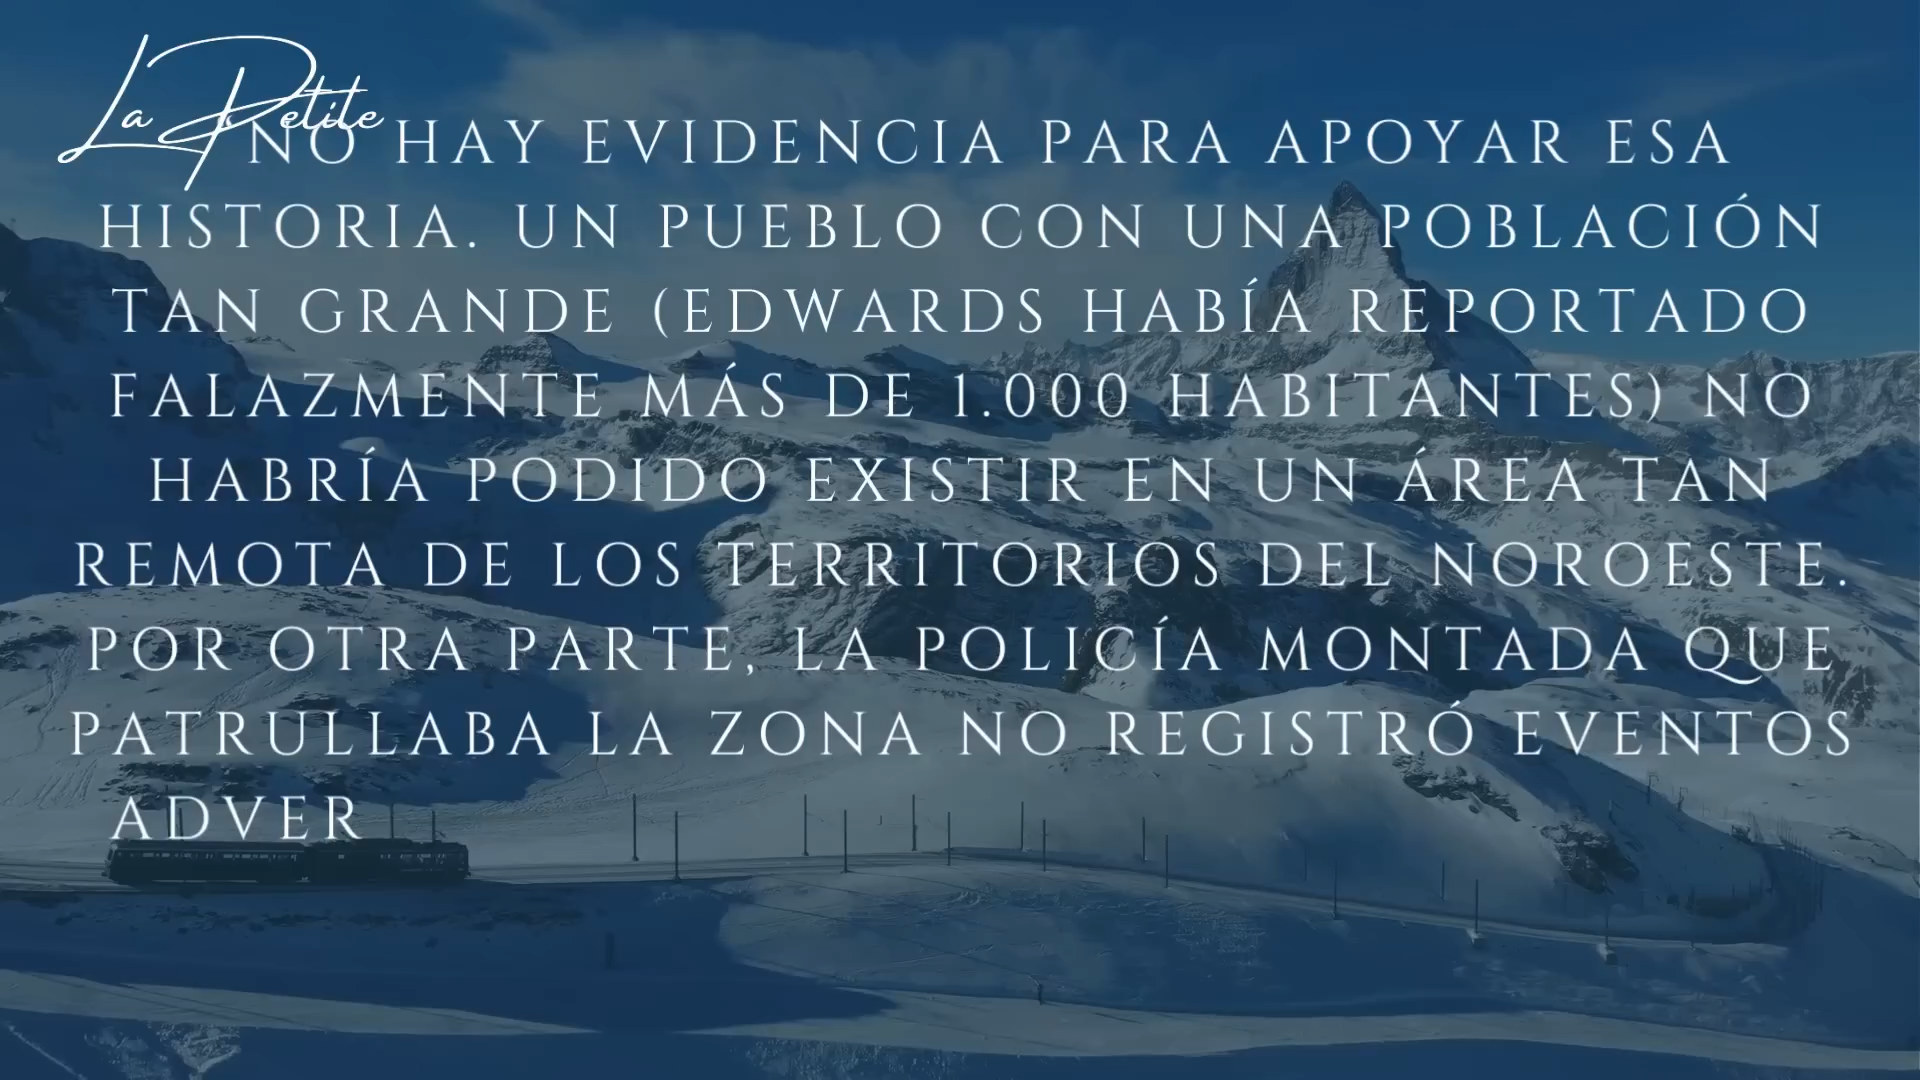 La Petite
NO HAY EVIDENCIA PARA APOYAR ESA
HISTORIA. UN PUEBLO CON UNA POBLACIÓN
TAN GRANDE (EDWARDS HABÍA REPORTADO
FALAZMENTE MÁS DE 1.000 HABITANTES) NO
HABRÍA PODIDO EXISTIR EN UN ÁREA TAN
REMOTA DE LOS TERRITORIOS DEL NOROESTE.
POR OTRA PARTE, LA POLICÍA MONTADA QUE
PATRULLABA LA ZONA NO REGISTRÓ EVENTOS
ADVER